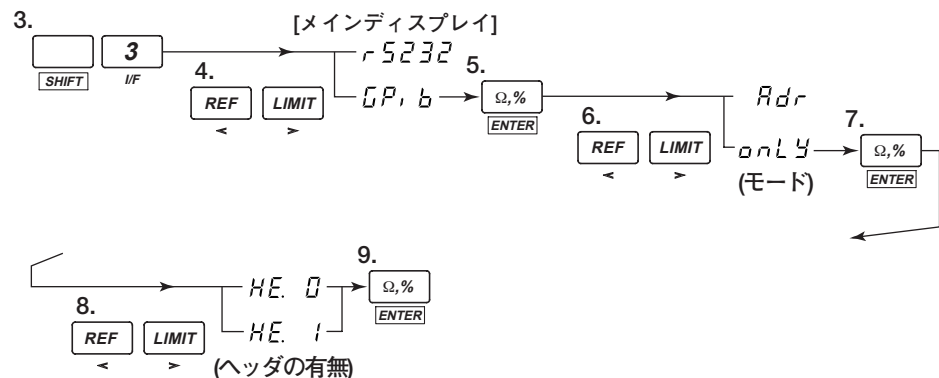 3.
[メインディスプレイ]
3
SHIFT
I/F
rS232
4.
REF
LIMIT
<
>
GPib
5.
Ω,%
ENTER
Adr
6.
REF
LIMIT
<
>
onLY
(モード)
7.
Ω,%
ENTER
HE. 0
8.
REF
LIMIT
<
>
HE. 1
(ヘッダの有無)
9.
Ω,%
ENTER